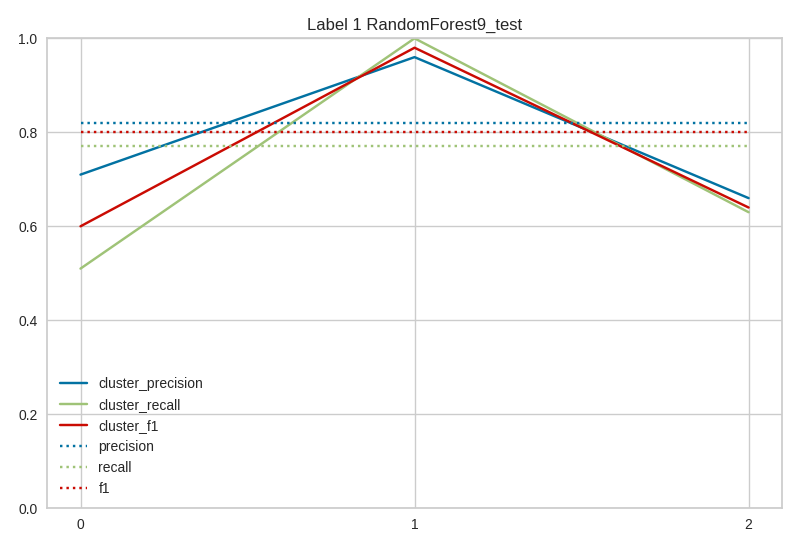 Label 1 RandomForest9_test
1.0
0.8
0.6
0.4
0.2
0.0
cluster_precision
cluster_recall
cluster_f1
precision
recall
f1
0 1 2